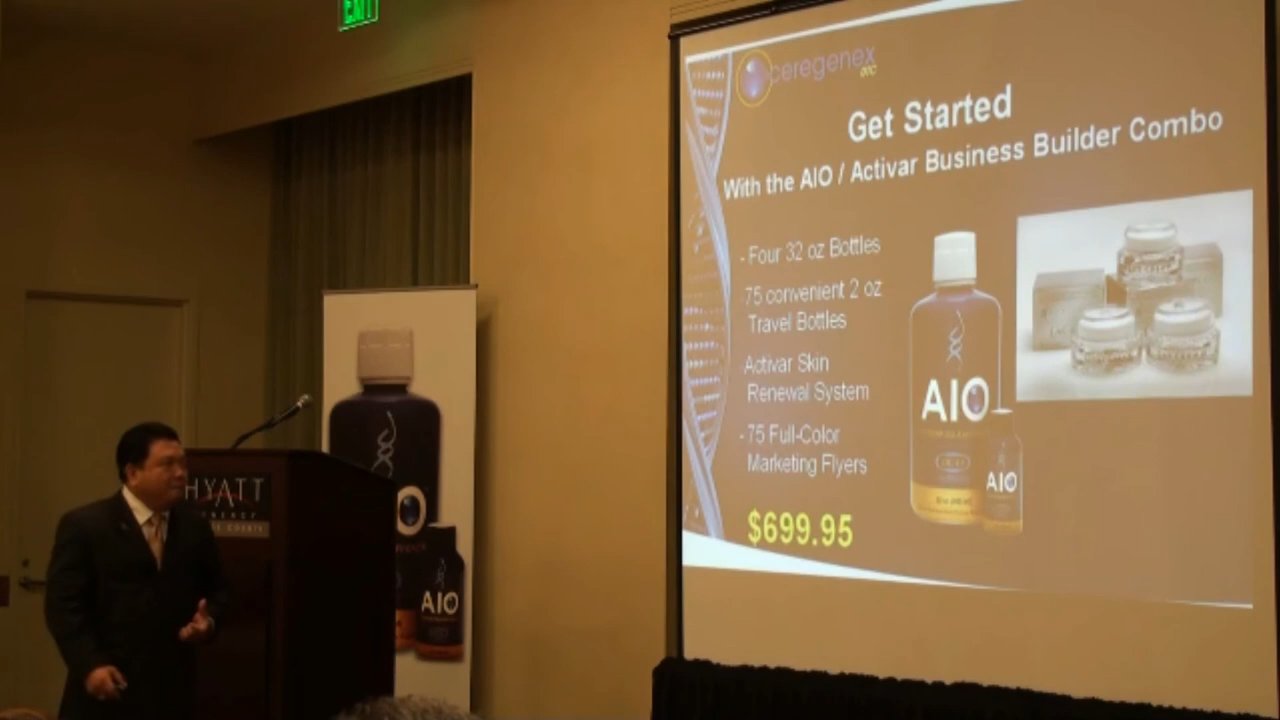 EXIT
ceregenex
Get Started
With the AIO / Activar Business Builder Combo
- Four 32 oz Bottles
75 convenient 2 oz
Travel Bottles
Activar Skin
Renewal System
- 75 Full-Color
Marketing Flyers
$699.95
AIO
AIO
HYATT
AIO